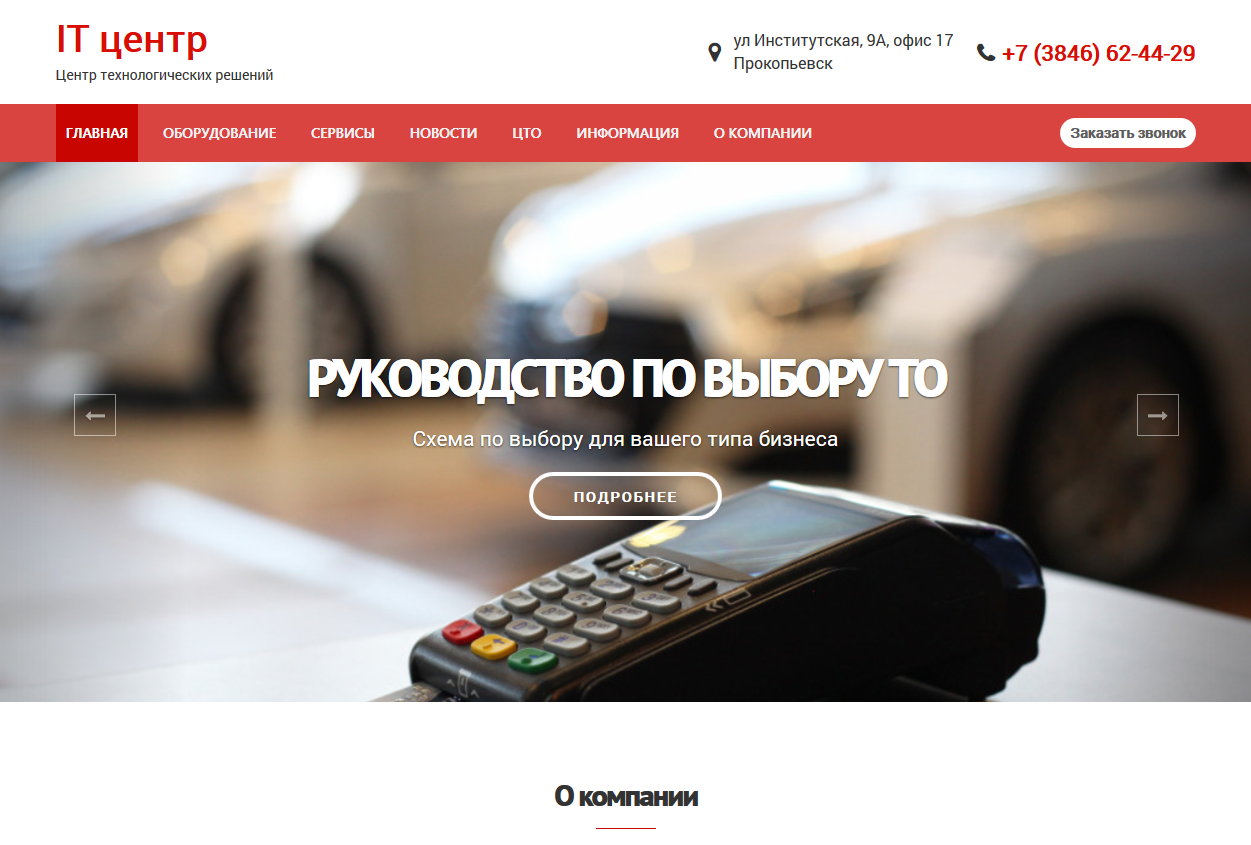 IT центр
Центр технологических решений
ул Институтская, 9А, офис 17
Прокопьевск
+7 (3846) 62-44-29
ГЛАВНАЯ ОБОРУДОВАНИЕ СЕРВИСЫ НОВОСТИ ЦТО ИНФОРМАЦИЯ О КОМПАНИИ Заказать звонок
РУКОВОДСТВО ПО ВЫБОРУ ТО
Схема по выбору для вашего типа бизнеса
ПОДРОБНЕЕ
О компании